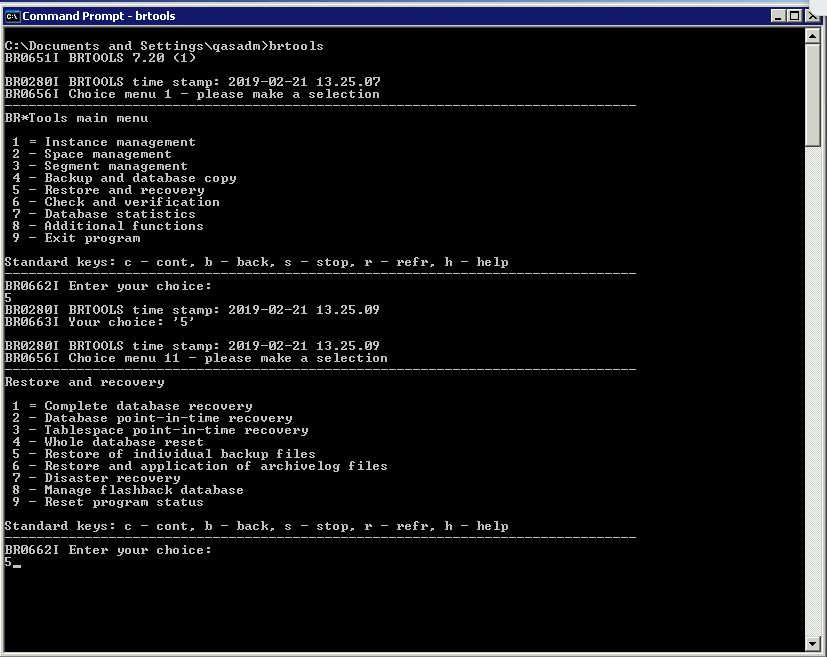 Command Prompt - brtools
C:\Documents and Settings\qasadm>brtools
BR0651I BRTOOLS 7.20 (1)
BR0280I BRTOOLS time stamp: 2019-02-21 13.25.07
BR0656I Choice menu 1 - please make a selection
-------------------------------------------------------------------------------
BR*Tools main menu
1 = Instance management
2 - Space management
3 - Segment management
4 - Backup and database copy
5 - Restore and recovery
6 - Check and verification
7 - Database statistics
8 - Additional functions
9 - Exit program
Standard keys: c - cont, b - back, s - stop, r - refr, h - help
-------------------------------------------------------------------------------
BR0662I Enter your choice:
5
BR0280I BRTOOLS time stamp: 2019-02-21 13.25.09
BR0663I Your choice: '5'
BR0280I BRTOOLS time stamp: 2019-02-21 13.25.09
BR0656I Choice menu 11 - please make a selection
-------------------------------------------------------------------------------
Restore and recovery
1 = Complete database recovery
2 - Database point-in-time recovery
3 - Tablespace point-in-time recovery
4 - Whole database reset
5 - Restore of individual backup files
6 - Restore and application of archivelog files
7 - Disaster recovery
8 - Manage flashback database
9 - Reset program status
Standard keys: c - cont, b - back, s - stop, r - refr, h - help
-------------------------------------------------------------------------------
BR0662I Enter your choice:
5_